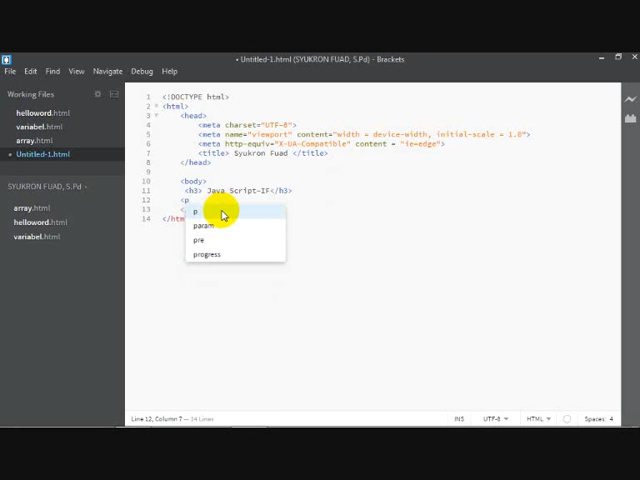 • Untitled-1.html (SYUKRON FUAD, S.Pd) - Brackets
File Edit Find View Navigate Debug Help
Working Files
helloword.html
variabel.html
array.html
• Untitled-1.html
SYUKRON FUAD, S.Pd
array.html
helloword.html
variabel.html
1 <!DOCTYPE html>
2 <html>
3 <head>
4 <meta charset="UTF-8">
5 <meta name="viewport" content="width = device-width, initial-scale = 1.0">
6 <meta http-equiv="X-UA-Compatible" content = "ie=edge">
7 <title> Syukron Fuad </title>
8 </head>
9
10 <body>
11 <h3> Java Script-IF</h3>
12 <p
13 <
14 </htm
p
param
pre
progress
Line 12, Column 7 — 14 Lines
INS UTF-8 HTML Spaces: 4